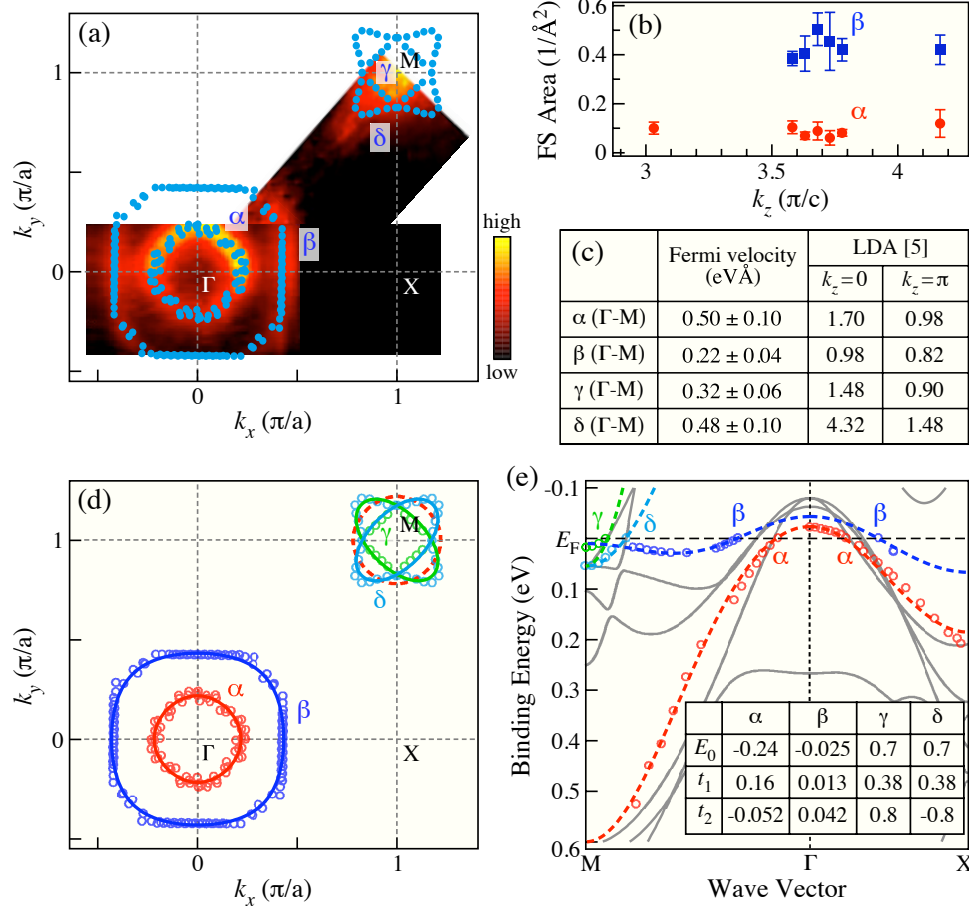 (a)
M
γ
δ
α
β
Γ
X
1
0
0
1
k_y (π/a)
k_x (π/a)
high
low
(b)
0.6
0.4
0.2
0
β
α
FS Area (1/Å²)
3
3.5
4
k_z (π/c)
(c)
Fermi velocity (eVÅ)
LDA [5]
k_z=0
k_z=π
α (Γ-M) 0.50 ± 0.10 1.70 0.98
β (Γ-M) 0.22 ± 0.04 0.98 0.82
γ (Γ-M) 0.32 ± 0.06 1.48 0.90
δ (Γ-M) 0.48 ± 0.10 4.32 1.48
(d)
M
γ
δ
α
β
Γ
X
1
0
0
1
k_y (π/a)
k_x (π/a)
(e)
-0.1
E_F
0.1
0.2
0.3
0.4
0.5
0.6
Binding Energy (eV)
γ
δ
β
β
α
α
α β γ δ
E_0 -0.24 -0.025 0.7 0.7
t_1 0.16 0.013 0.38 0.38
t_2 -0.052 0.042 0.8 -0.8
M
Γ
X
Wave Vector